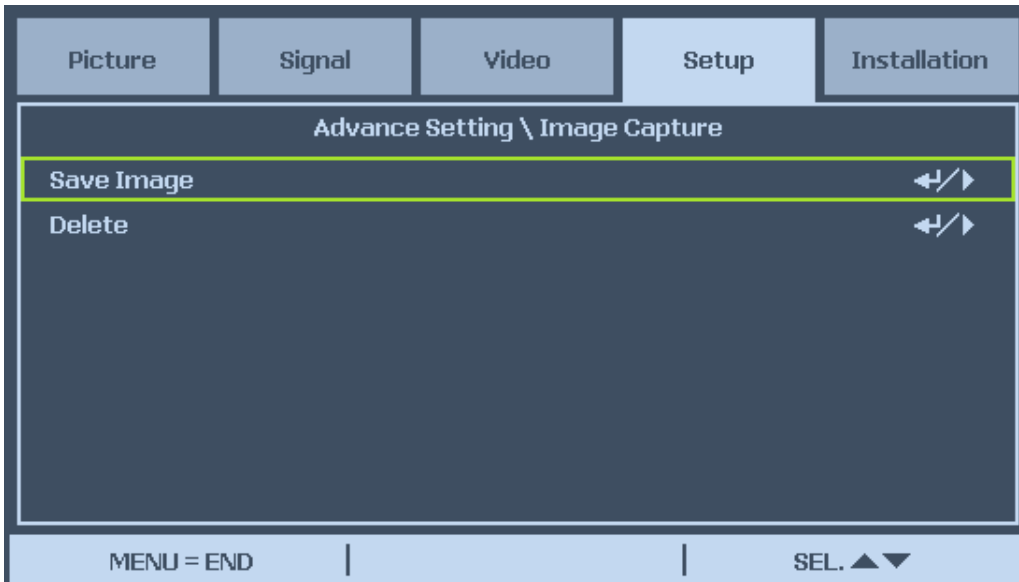 Picture Signal Video Setup Installation
Advance Setting \ Image Capture
Save Image
Delete
MENU = END SEL.